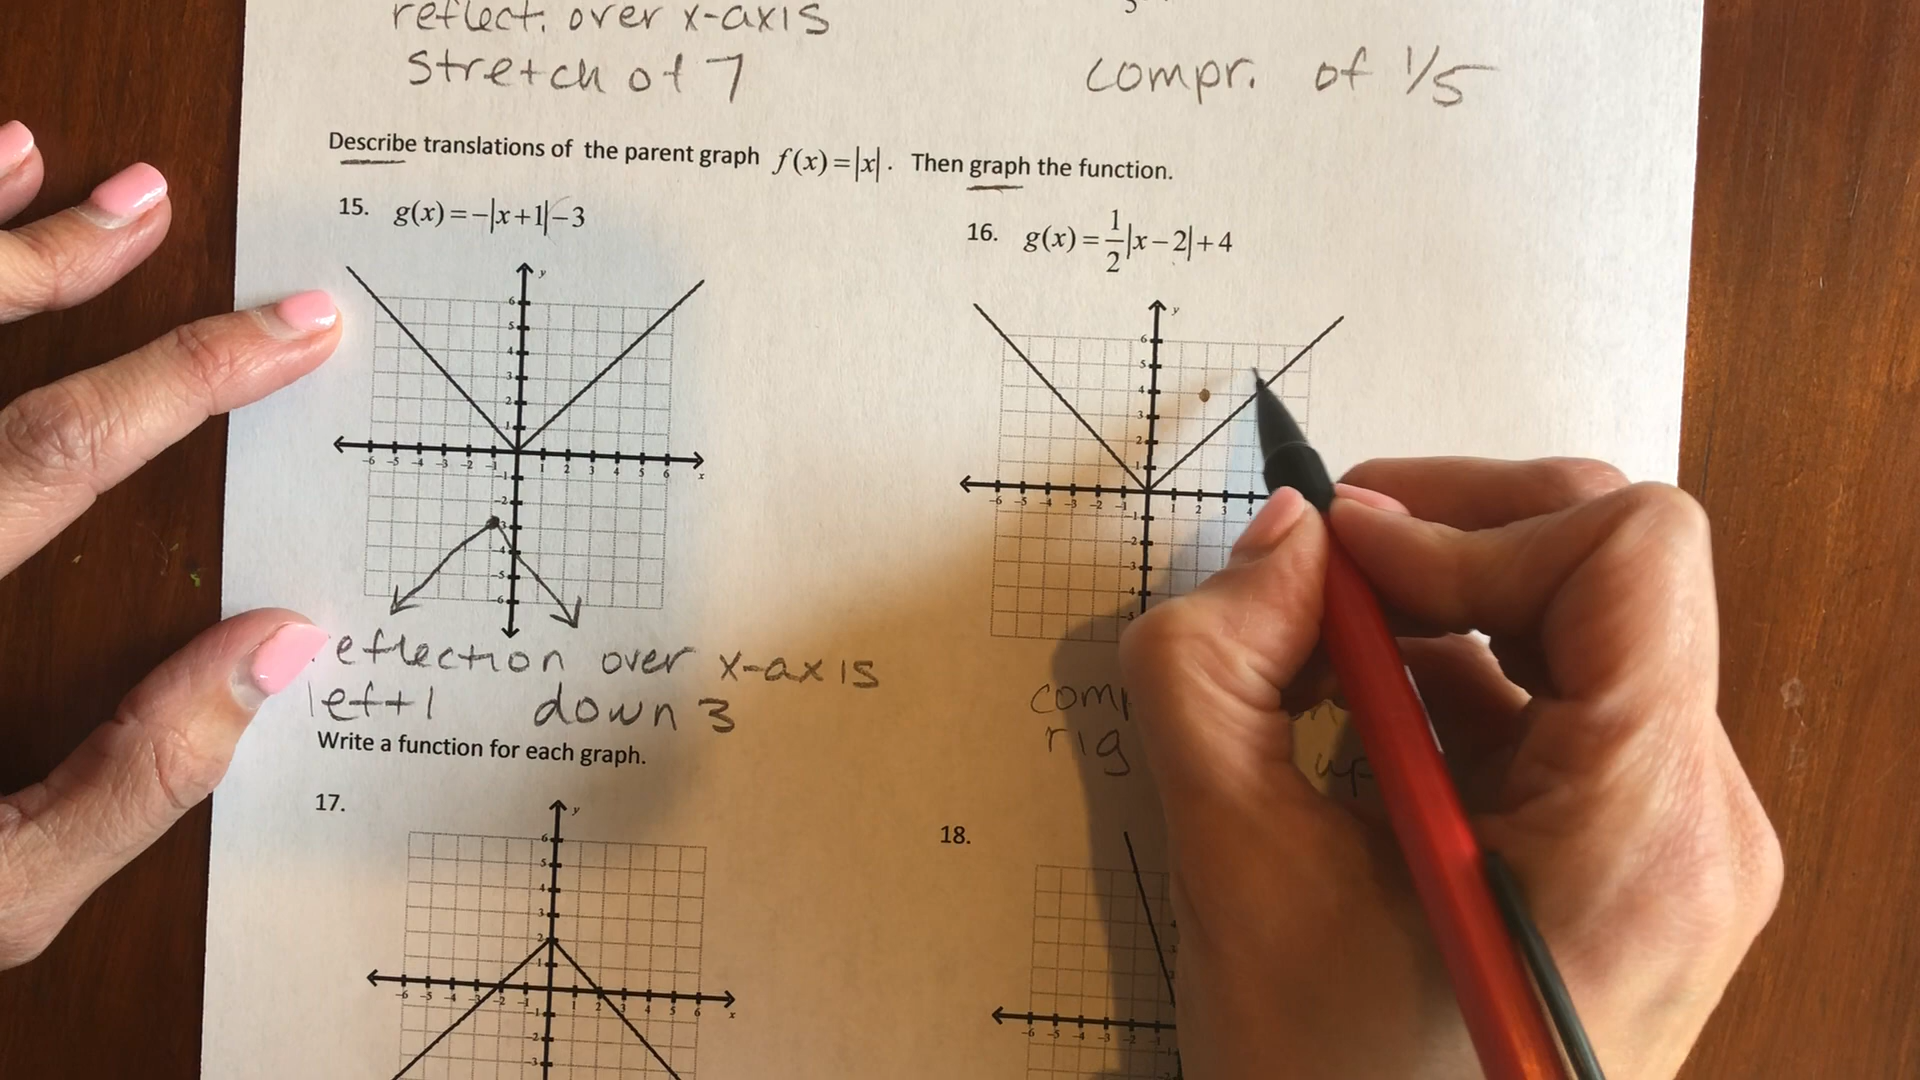 reflect. over x-axis
stretch of 7
compr. of 1/5
Describe translations of the parent graph f(x)=|x|. Then graph the function.
15. g(x)=-|x+1|-3
16. g(x)=1/2|x-2|+4
eflection over x-axis
left 1 down 3
comp
rig
up
Write a function for each graph.
17.
18.